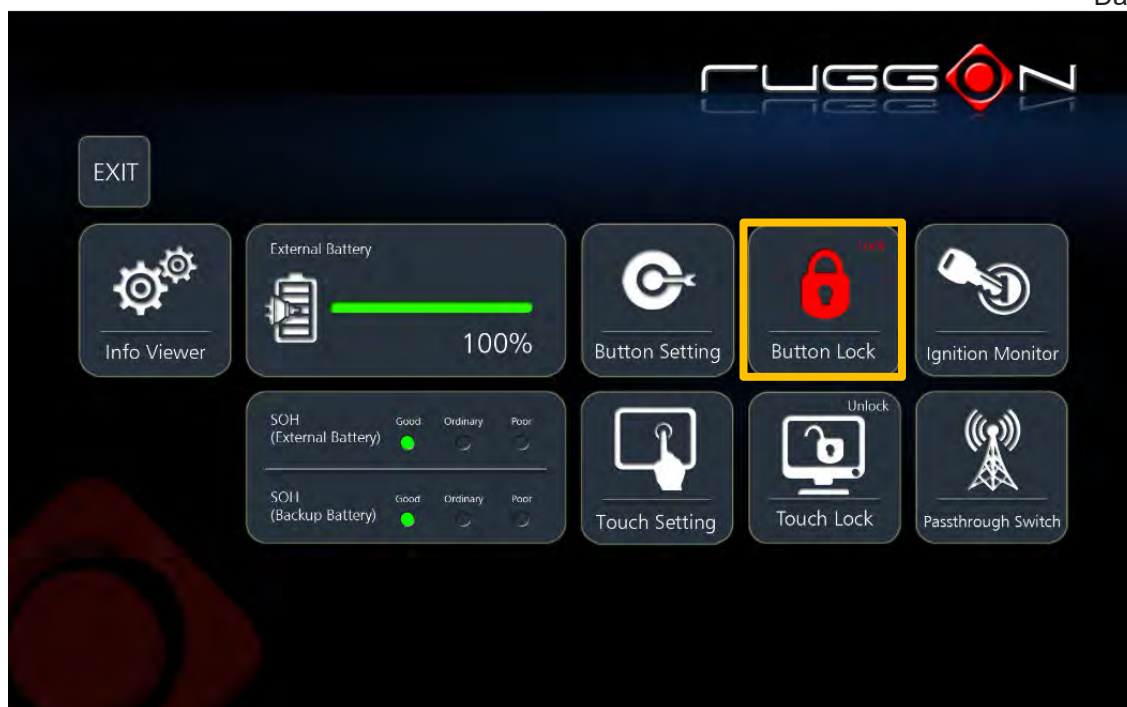 RUGGON
EXIT
Info Viewer
External Battery
100%
Button Setting
Lock
Button Lock
Ignition Monitor
SOH
(External Battery)
Good Ordinary Poor
SOH
(Backup Battery)
Good Ordinary Poor
Touch Setting
Unlock
Touch Lock
Passthrough Switch